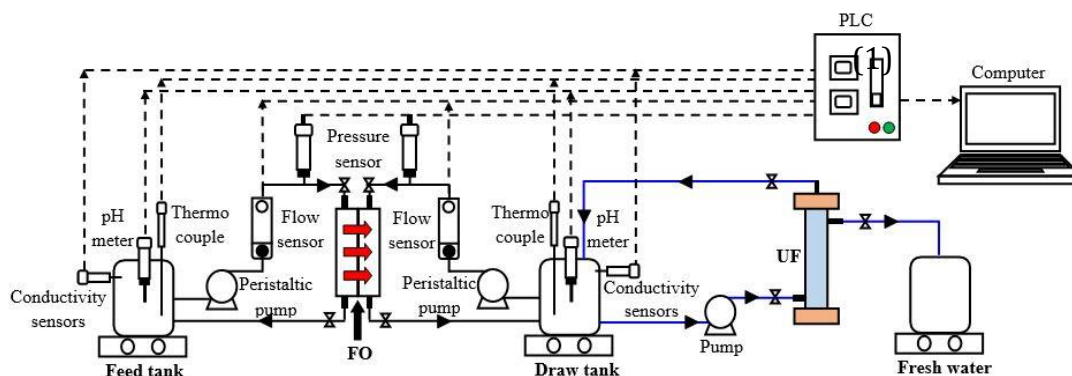 PLC
(1)
Computer
Pressure
sensor
pH
meter
Thermo
couple
Flow
sensor
Flow
sensor
Thermo
couple
pH
meter
UF
Conductivity
sensors
Peristaltic
pump
Peristaltic
pump
Conductivity
sensors
Pump
FO
Feed tank
Draw tank
Fresh water